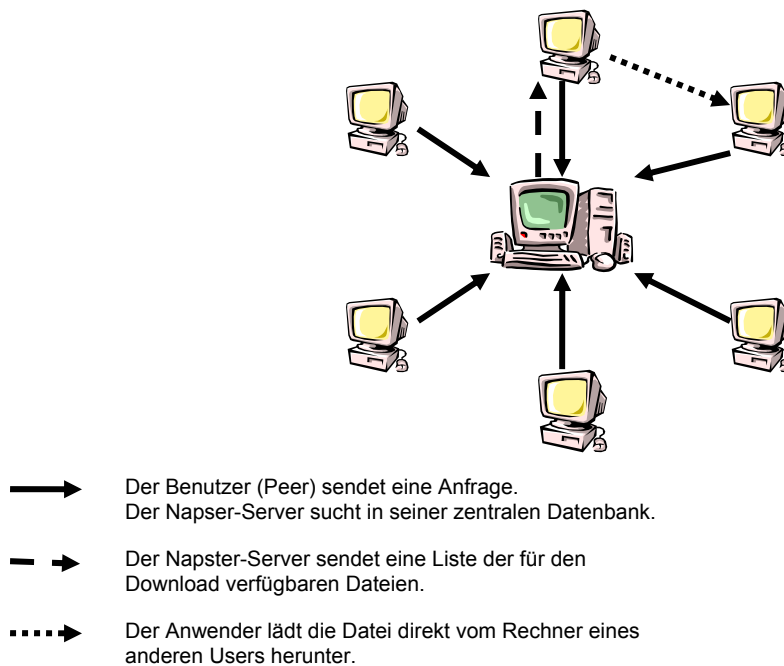 Der Benutzer (Peer) sendet eine Anfrage.
Der Napser-Server sucht in seiner zentralen Datenbank.
Der Napster-Server sendet eine Liste der für den
Download verfügbaren Dateien.
Der Anwender lädt die Datei direkt vom Rechner eines
anderen Users herunter.